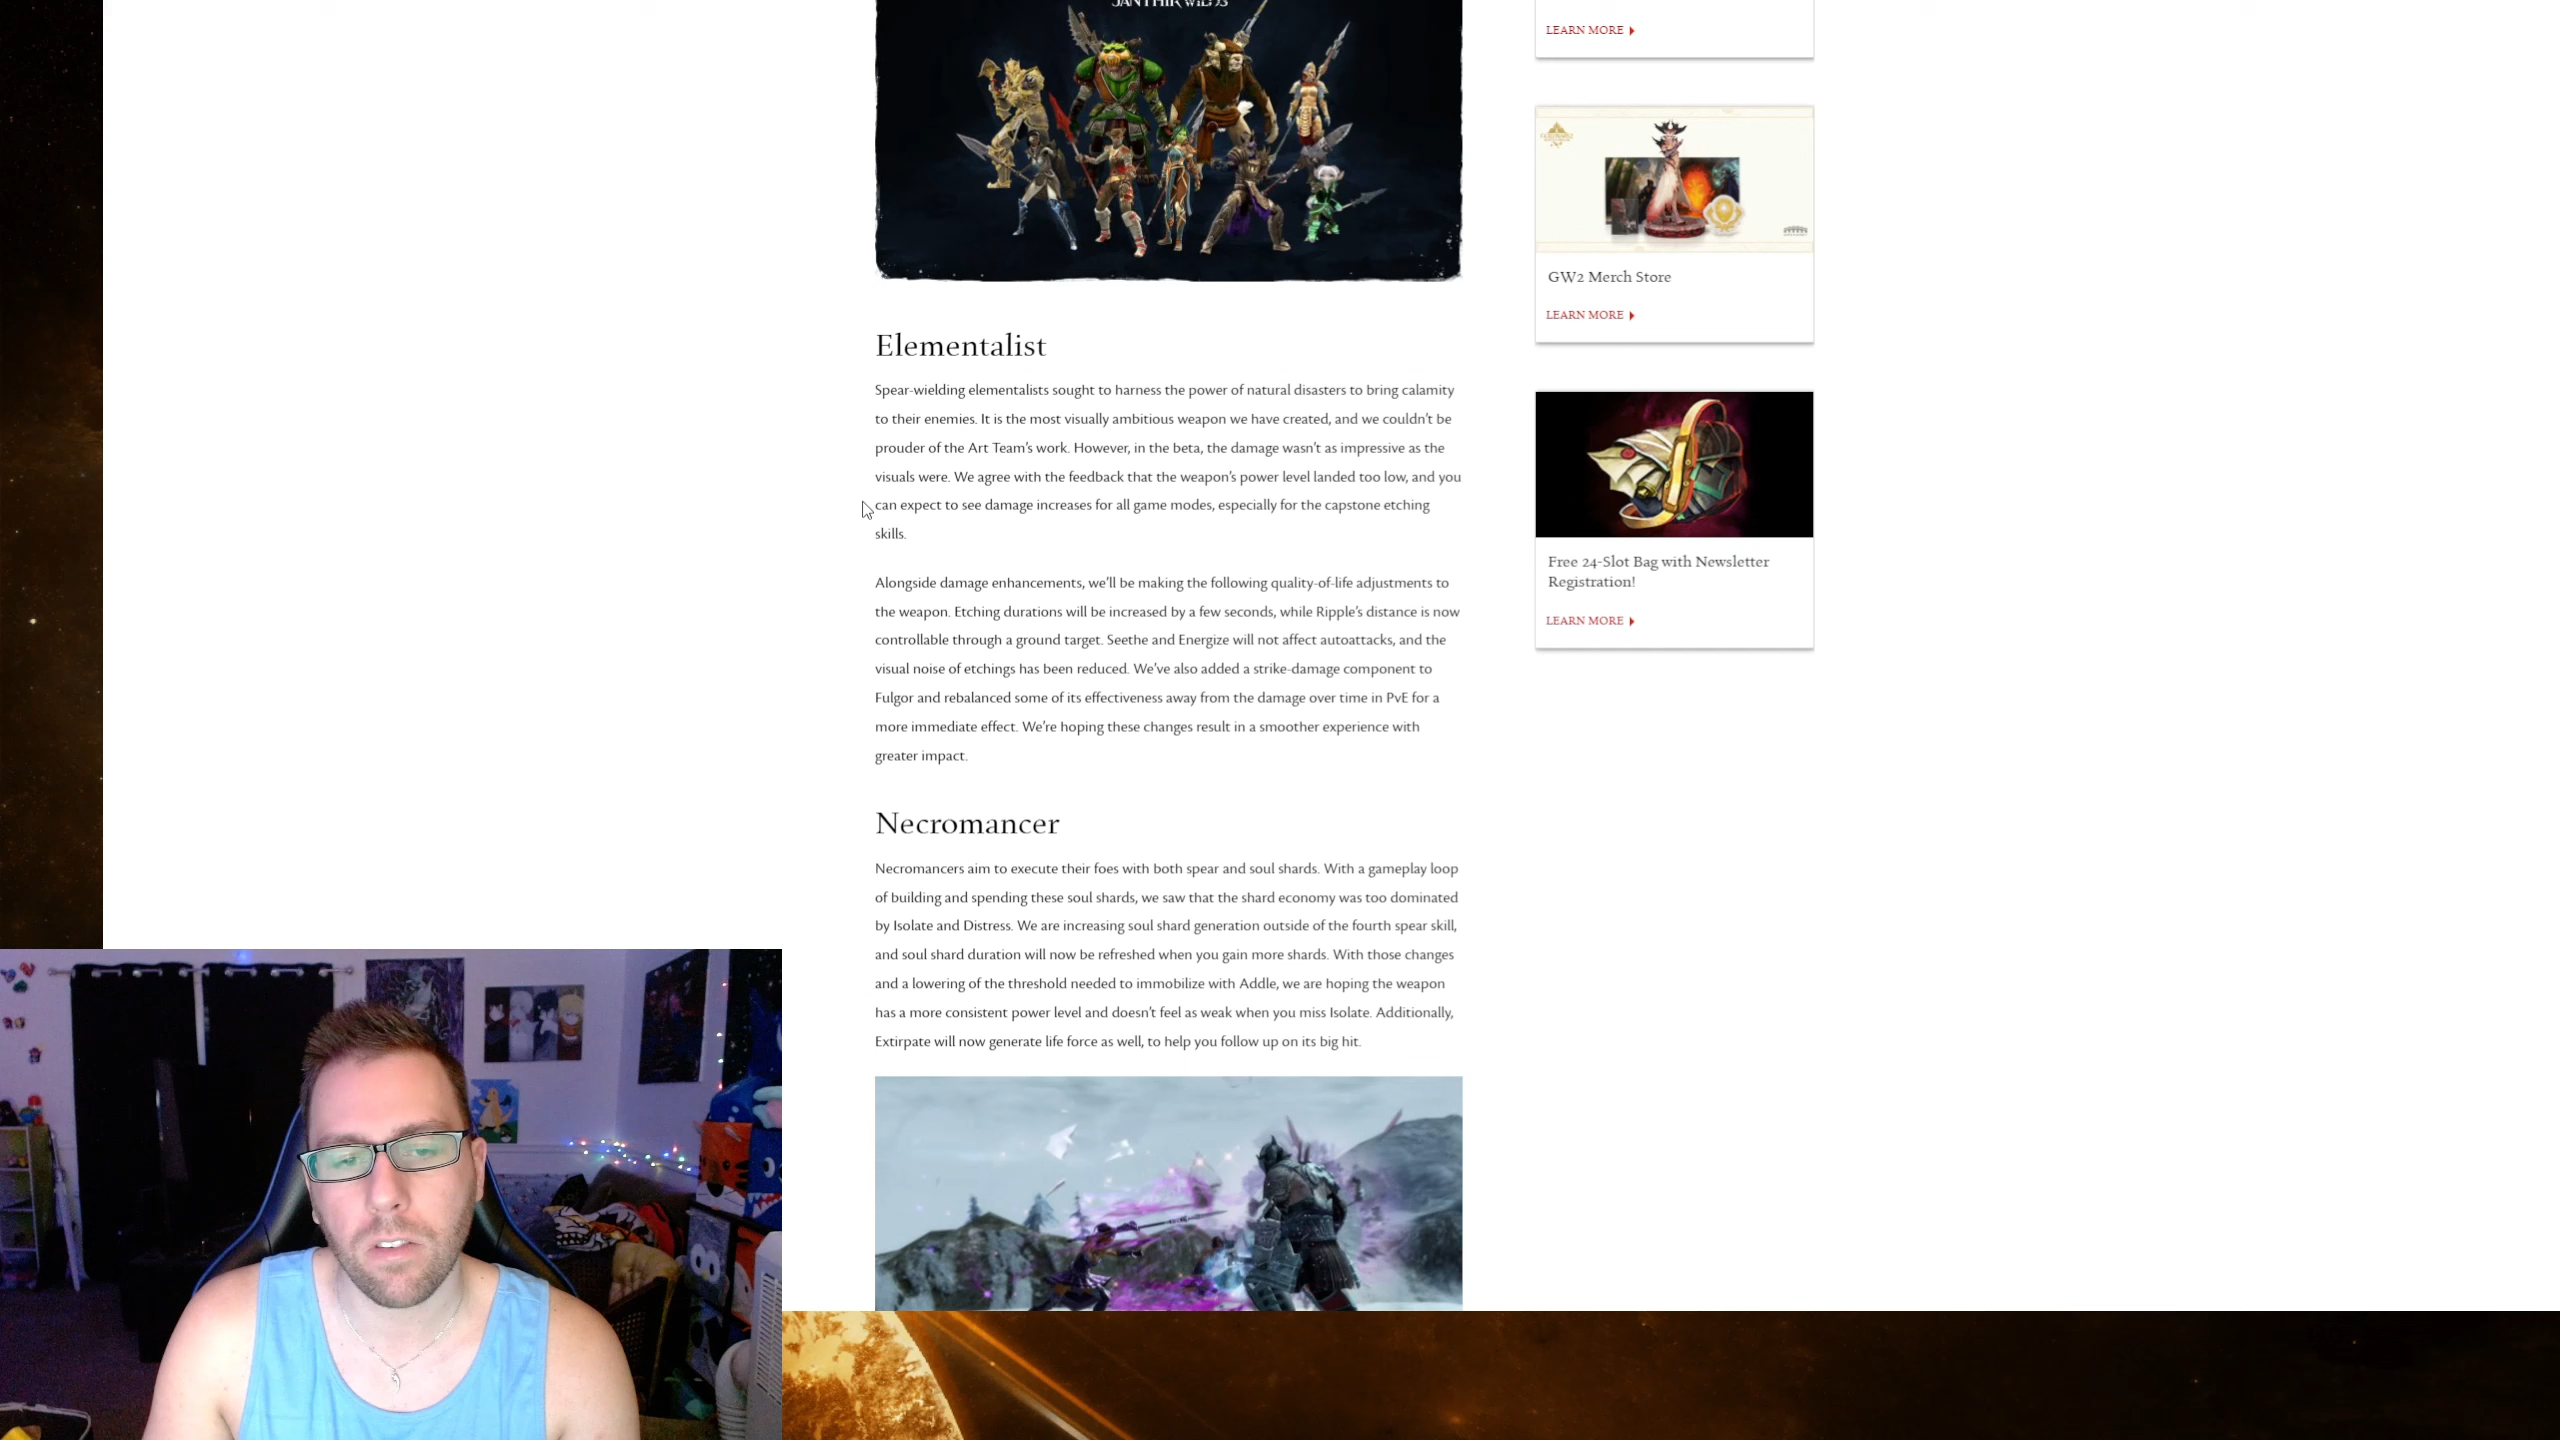 JANTHIR WILDS
LEARN MORE
GW2 Merch Store
LEARN MORE
Free 24-Slot Bag with Newsletter
Registration!
LEARN MORE
Elementalist
Spear-wielding elementalists sought to harness the power of natural disasters to bring calamity
to their enemies. It is the most visually ambitious weapon we have created, and we couldn't be
prouder of the Art Team's work. However, in the beta, the damage wasn't as impressive as the
visuals were. We agree with the feedback that the weapon's power level landed too low, and you
can expect to see damage increases for all game modes, especially for the capstone etching
skills.
Alongside damage enhancements, we'll be making the following quality-of-life adjustments to
the weapon. Etching durations will be increased by a few seconds, while Ripple's distance is now
controllable through a ground target. Seethe and Energize will not affect autoattacks, and the
visual noise of etchings has been reduced. We've also added a strike-damage component to
Fulgor and rebalanced some of its effectiveness away from the damage over time in PvE for a
more immediate effect. We're hoping these changes result in a smoother experience with
greater impact.
Necromancer
Necromancers aim to execute their foes with both spear and soul shards. With a gameplay loop
of building and spending these soul shards, we saw that the shard economy was too dominated
by Isolate and Distress. We are increasing soul shard generation outside of the fourth spear skill,
and soul shard duration will now be refreshed when you gain more shards. With those changes
and a lowering of the threshold needed to immobilize with Addle, we are hoping the weapon
has a more consistent power level and doesn't feel as weak when you miss Isolate. Additionally,
Extirpate will now generate life force as well, to help you follow up on its big hit.